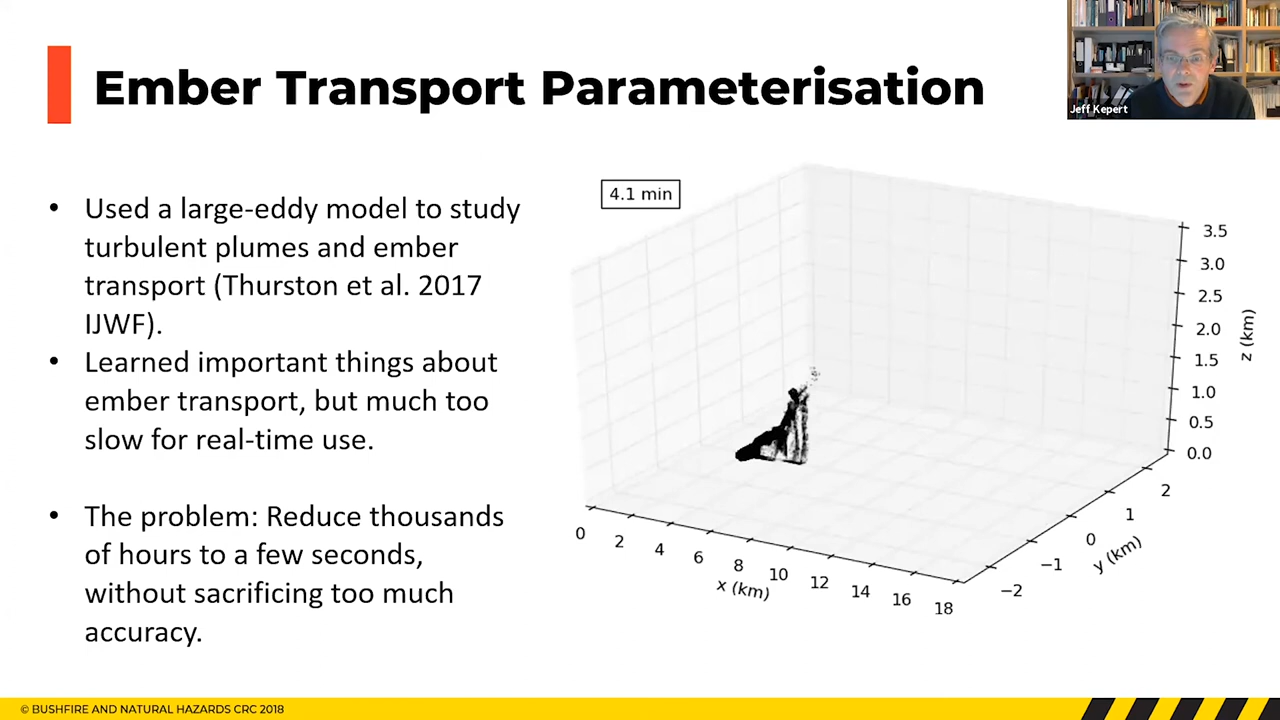 Ember Transport Parameterisation
Jeff Kepert
• Used a large-eddy model to study
turbulent plumes and ember
transport (Thurston et al. 2017
IJWF).
• Learned important things about
ember transport, but much too
slow for real-time use.
• The problem: Reduce thousands
of hours to a few seconds,
without sacrificing too much
accuracy.
4.1 min
3.5
3.0
2.5
2.0
1.5
1.0
0.5
0.0
z (km)
2
1
0
−1
−2
y (km)
0
2
4
6
8
10
12
14
16
18
x (km)
© BUSHFIRE AND NATURAL HAZARDS CRC 2018